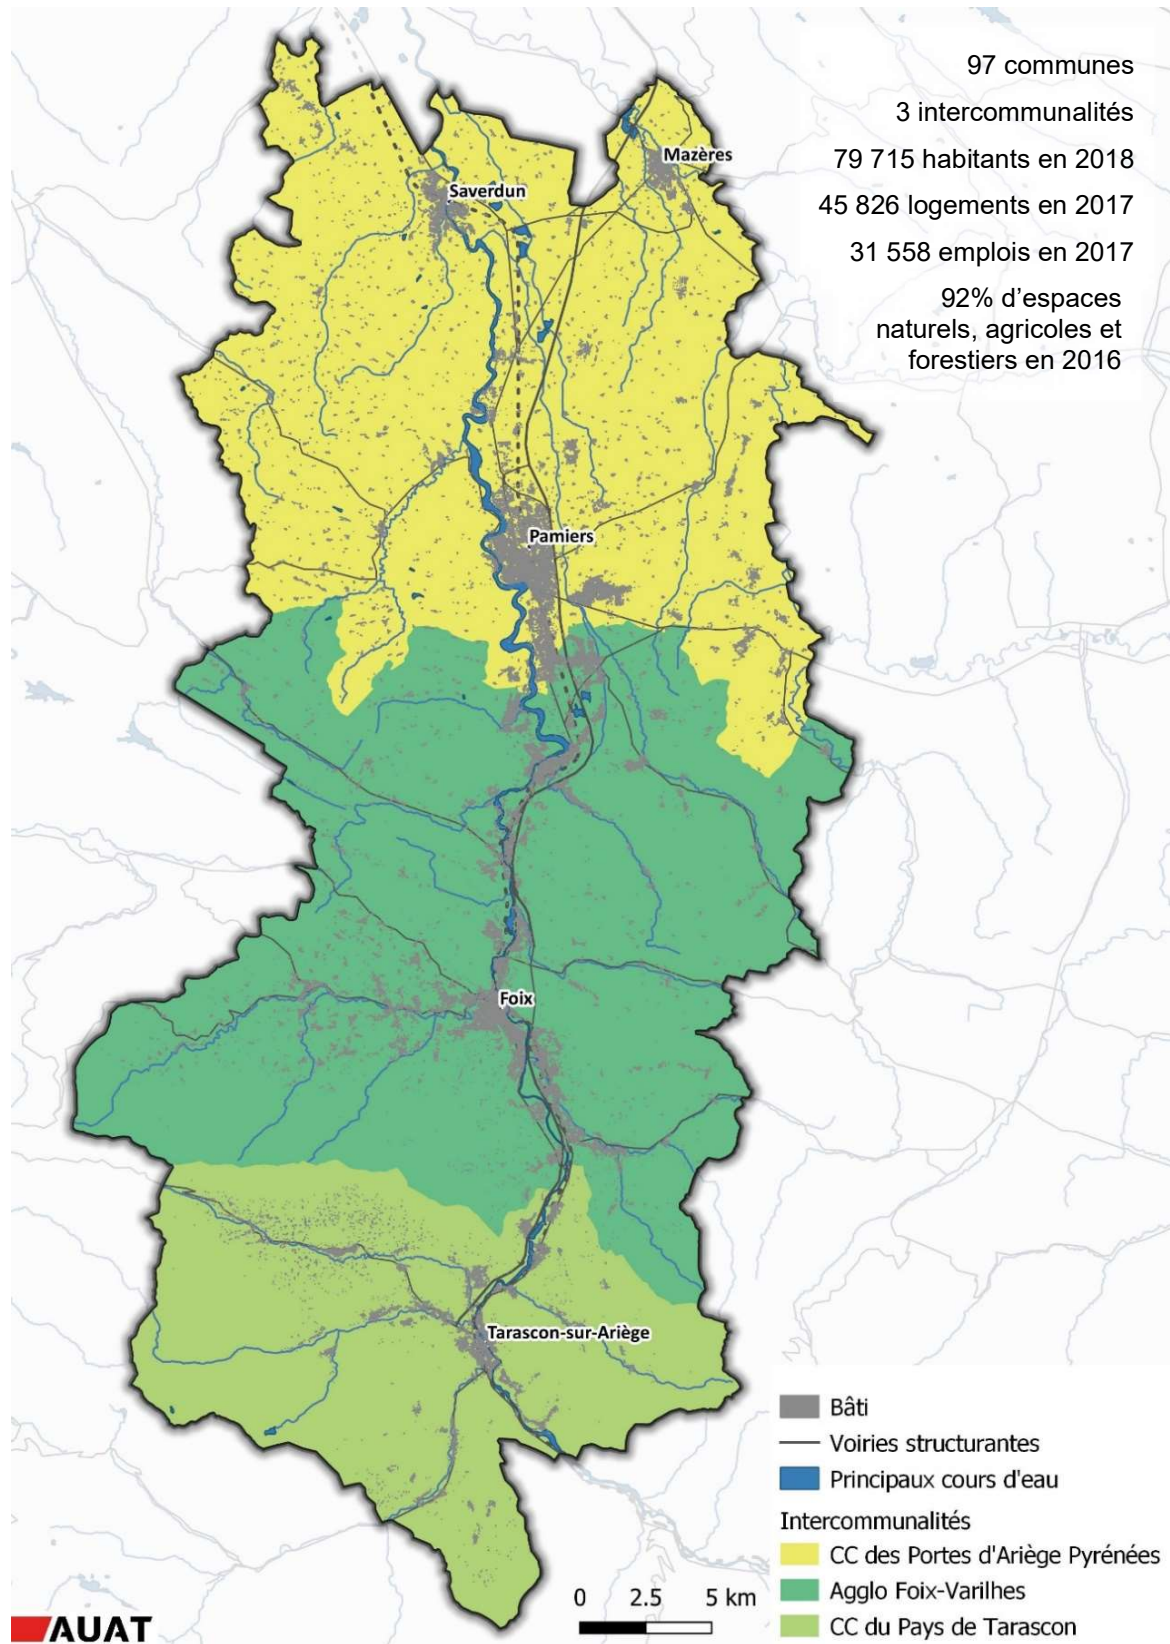 97 communes
3 intercommunalités
79 715 habitants en 2018
45 826 logements en 2017
31 558 emplois en 2017
92% d’espaces
naturels, agricoles et
forestiers en 2016
Mazères
Saverdun
Pamiers
Foix
Tarascon-sur-Ariège
Bâti
Voiries structurantes
Principaux cours d'eau
Intercommunalités
CC des Portes d'Ariège Pyrénées
Agglo Foix-Varilhes
CC du Pays de Tarascon
0 2.5 5 km
AUAT